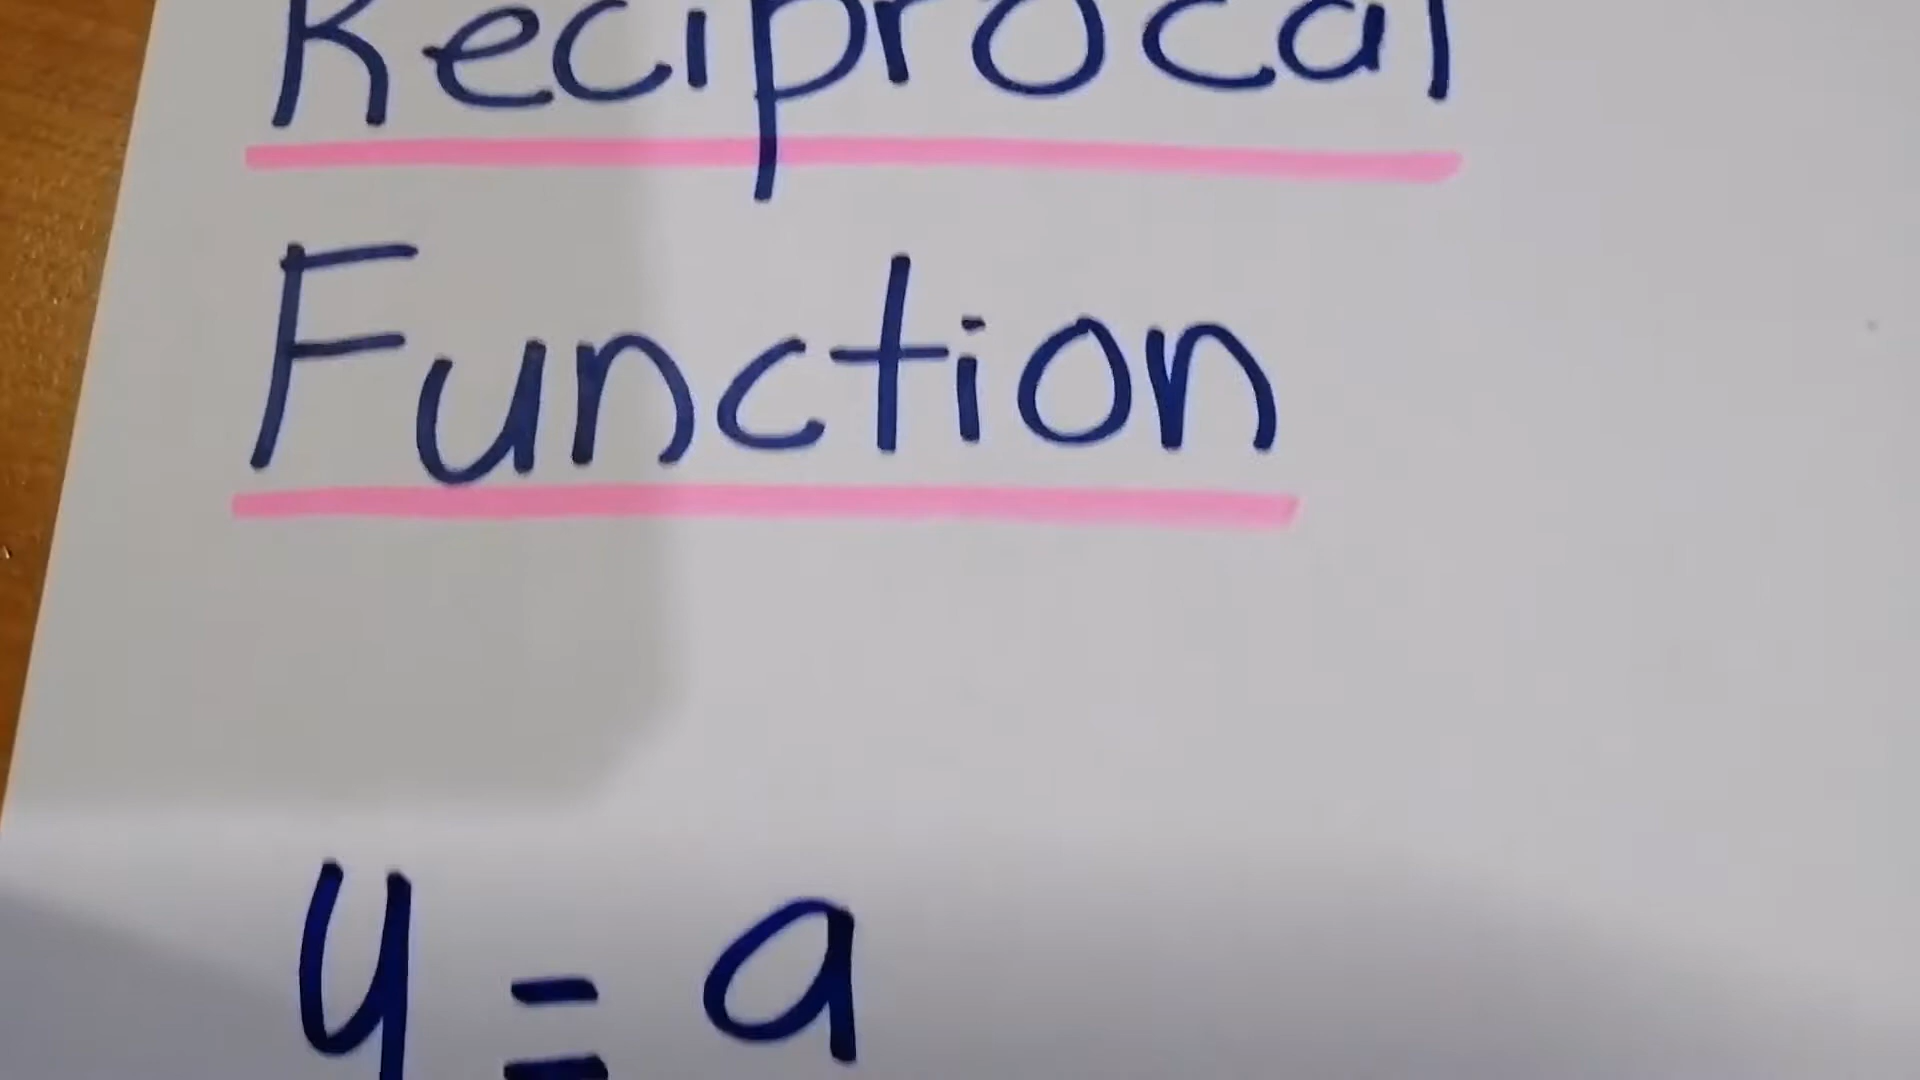 Reciprocal
Function
y = a